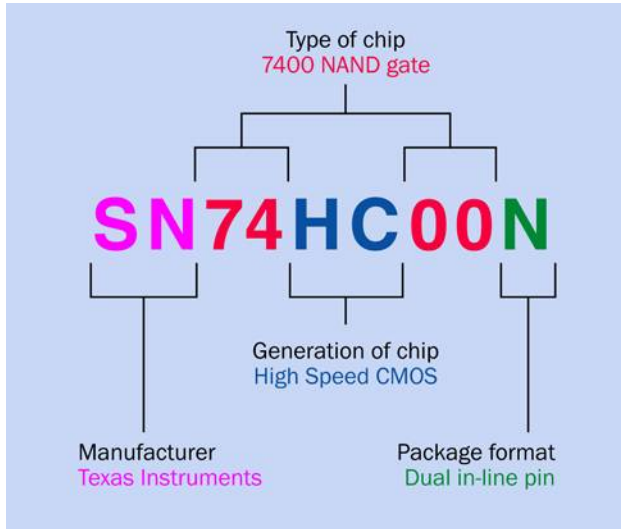 Type of chip
7400 NAND gate
SN74HC00N
Generation of chip
High Speed CMOS
Manufacturer
Texas Instruments
Package format
Dual in-line pin